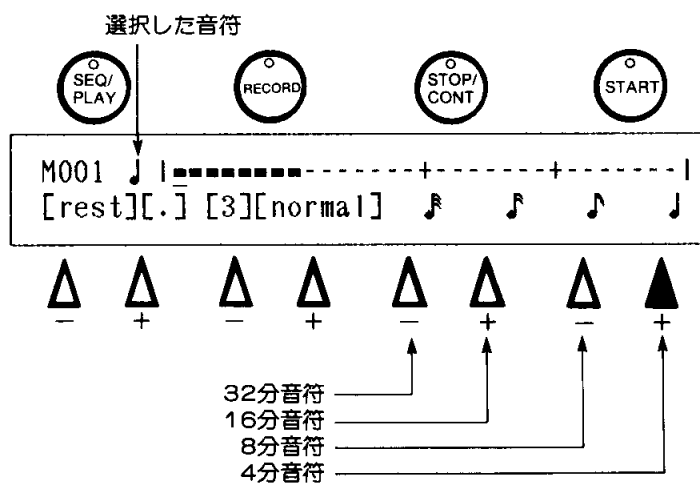 選択した音符
SEQ/
PLAY
RECORD
STOP/
CONT
START
M001 ♩ |■■■■■■■■-------+-------+-------|
[rest][.] [3][normal] 𝅘𝅥𝅰 𝅘𝅥𝅯 ♪ ♩
− + − + − + − +
32分音符
16分音符
8分音符
4分音符